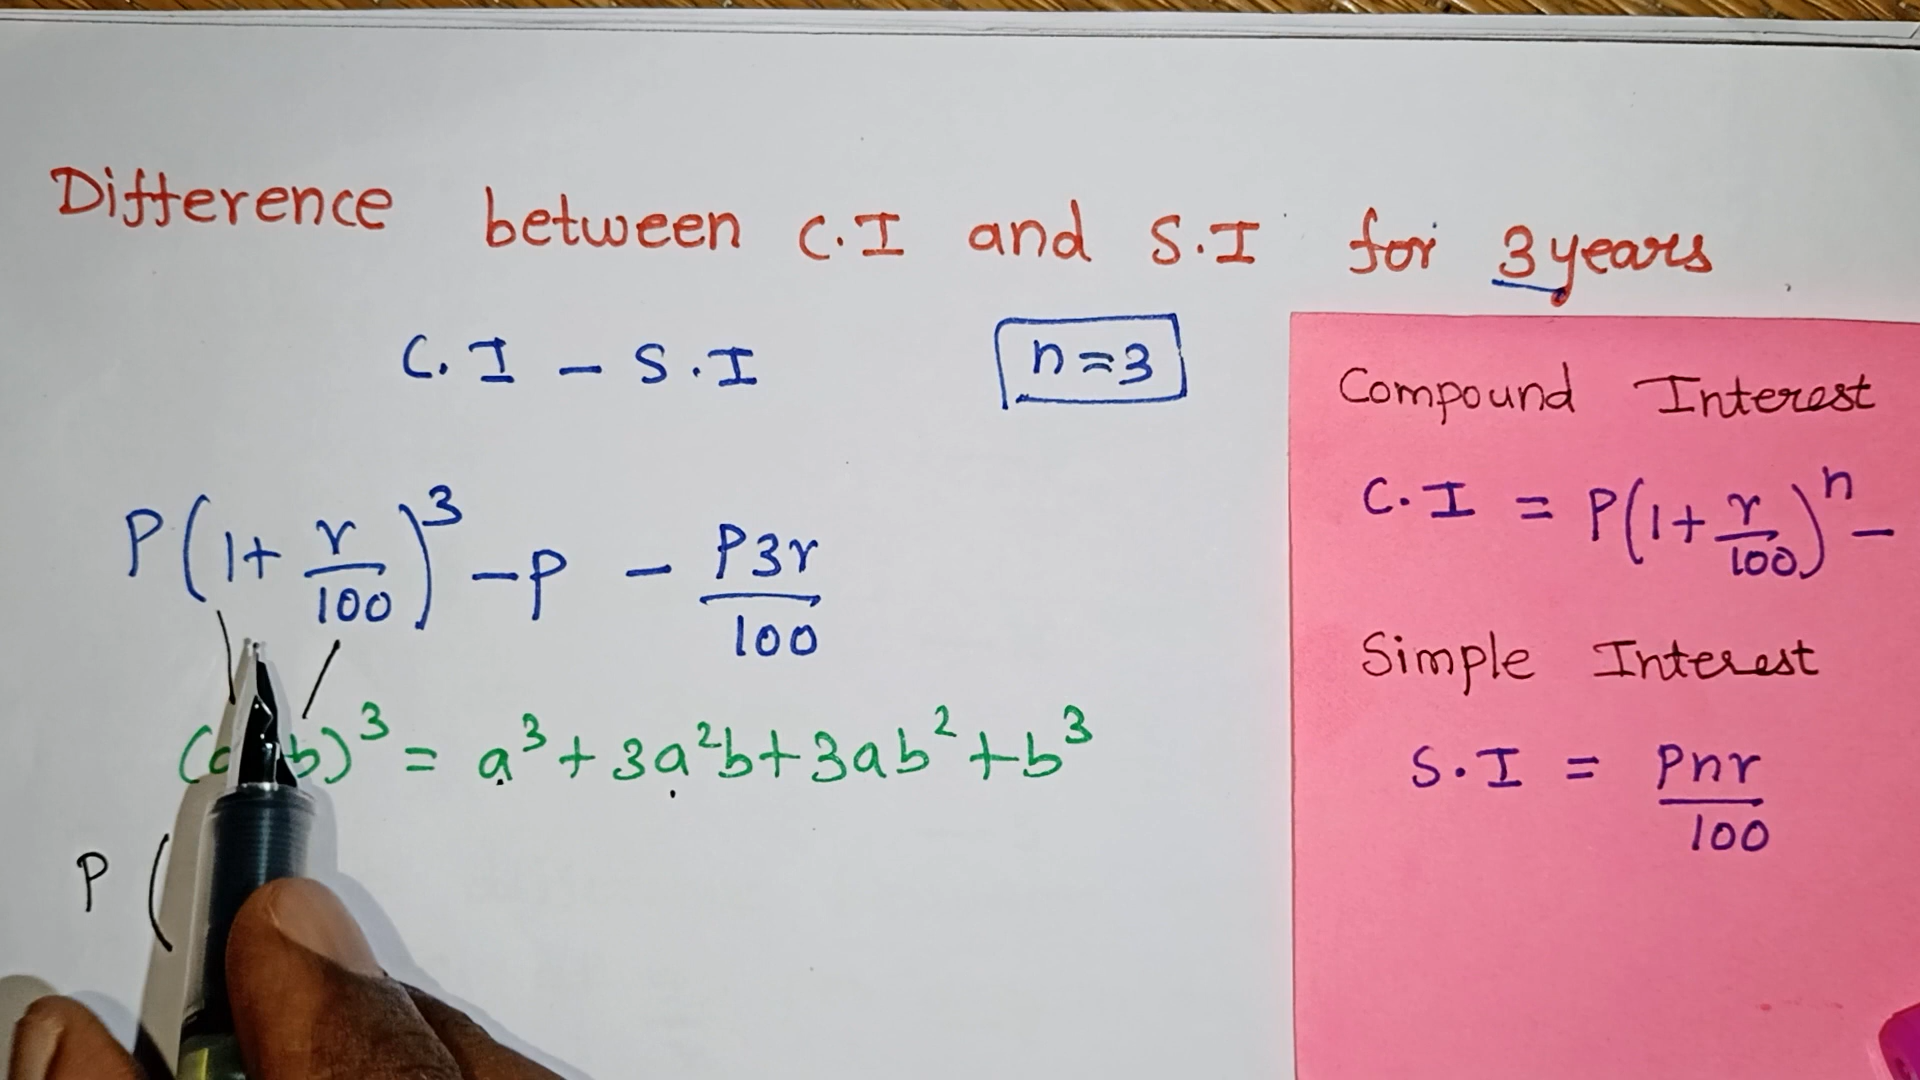 Difference between C.I and S.I for 3 years
C.I - S.I
n=3
P(1+r/100)³ - P - P3r/100
( b)³ = a³ + 3a²b + 3ab² + b³
P (
Compound Interest
C.I = P(1+r/100)ⁿ -
Simple Interest
S.I = Pnr/100